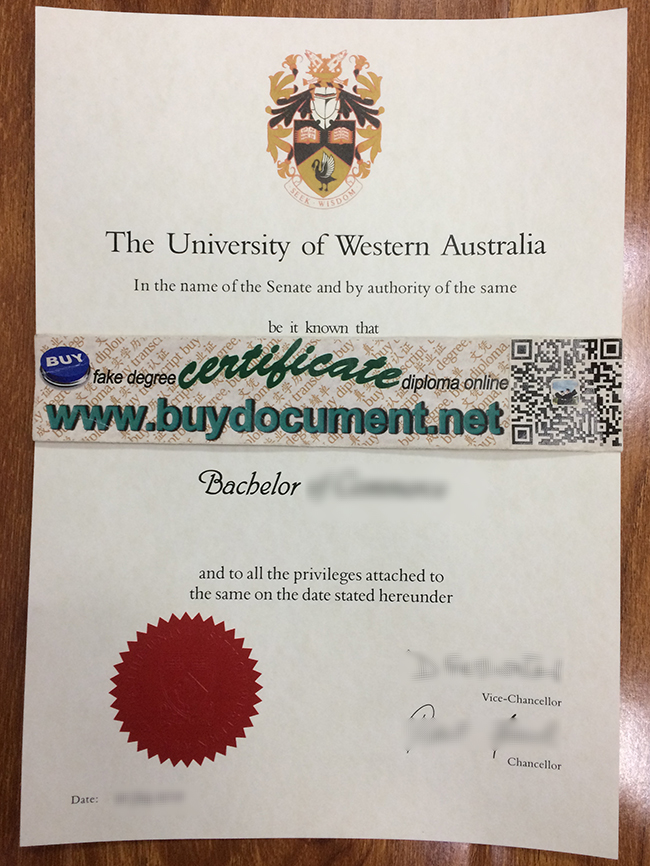 SEEK · WISDOM
The University of Western Australia
In the name of the Senate and by authority of the same
be it known that
BUY fake degree certificate diploma online
www.buydocument.net
Bachelor
and to all the privileges attached to
the same on the date stated hereunder
Vice-Chancellor
Chancellor
Date: